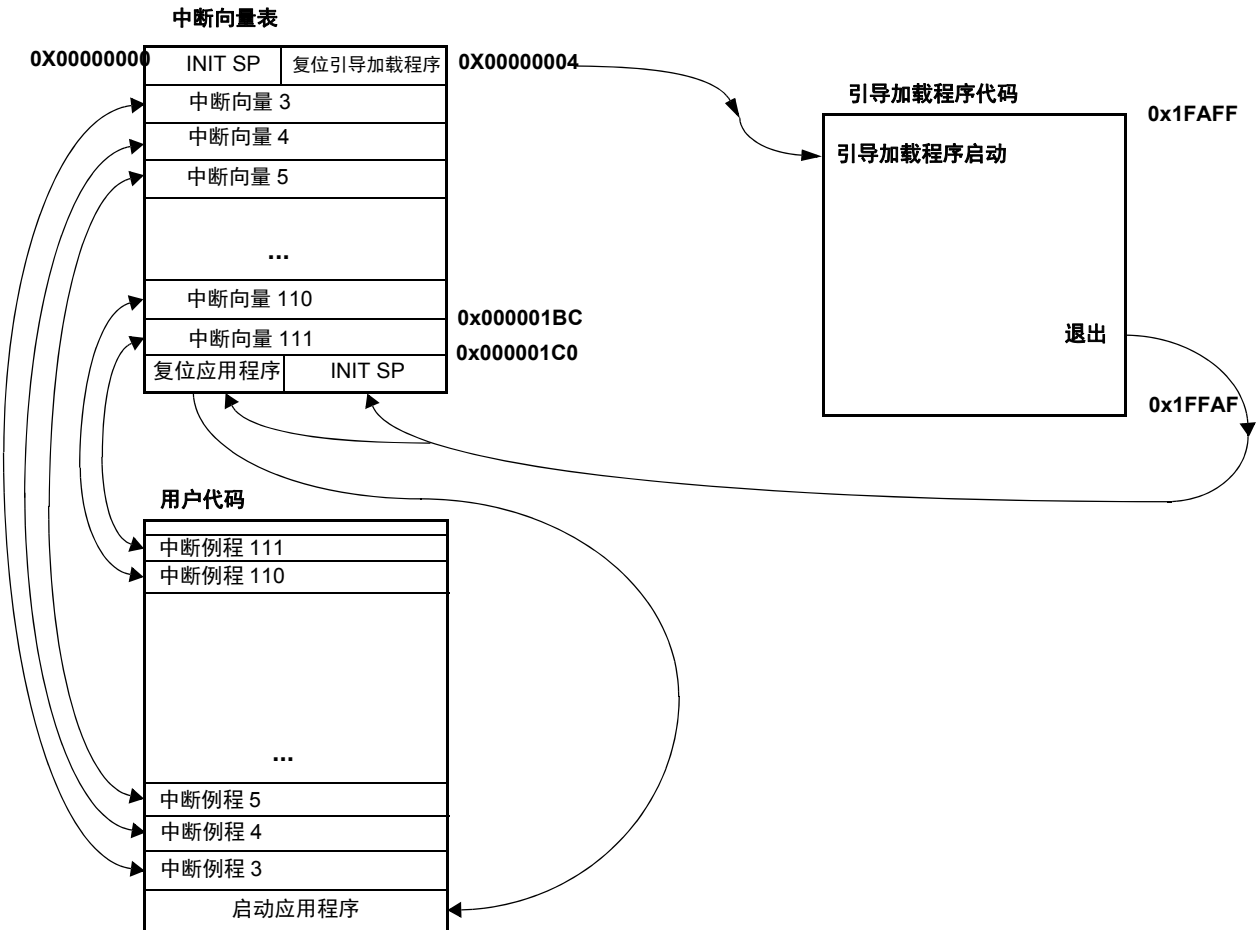 中断向量表
0X00000000
INIT SP
复位引导加载程序
0X00000004
中断向量 3
中断向量 4
中断向量 5
...
中断向量 110
中断向量 111
0x000001BC
0x000001C0
复位应用程序
INIT SP
引导加载程序代码
0x1FAFF
引导加载程序启动
退出
0x1FFAF
用户代码
中断例程 111
中断例程 110
...
中断例程 5
中断例程 4
中断例程 3
启动应用程序